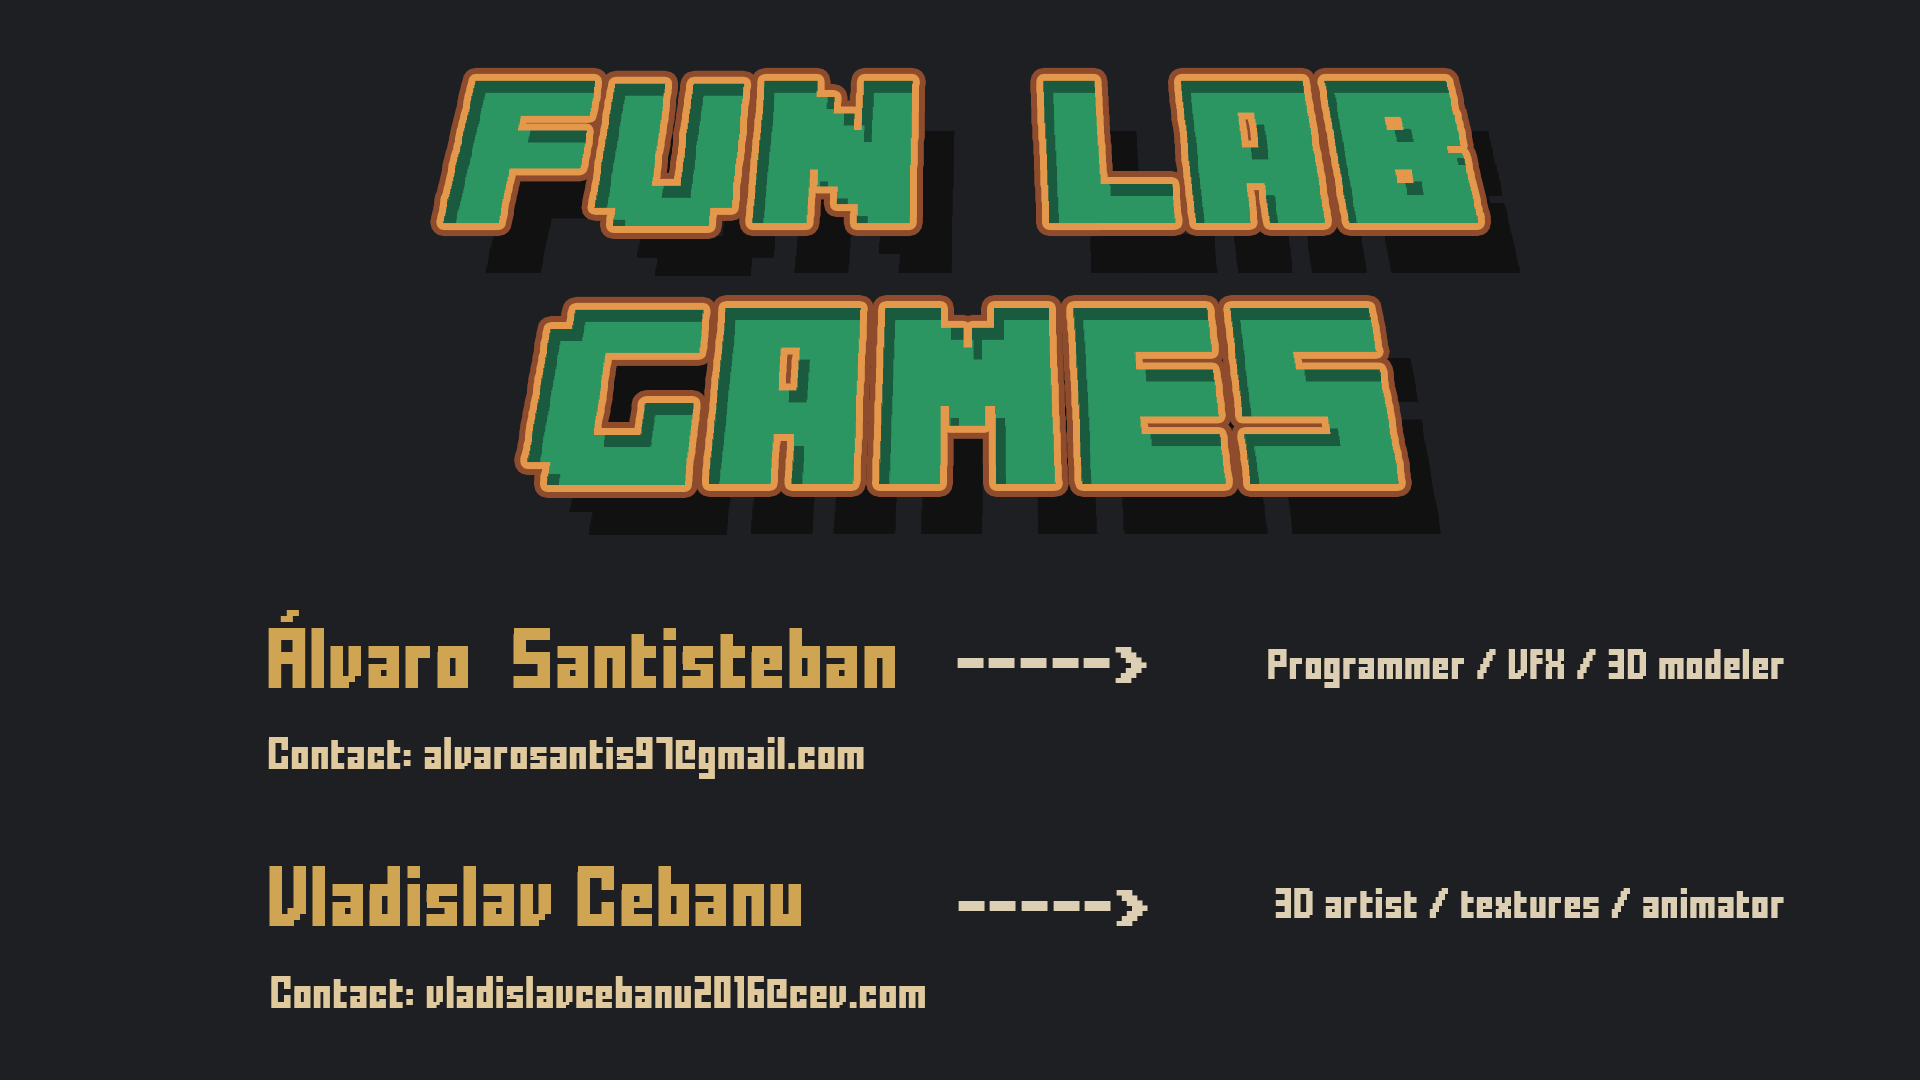 FUN LAB
GAMES
Álvaro Santisteban -----> Programmer / VFX / 3D modeler
Contact: alvarosantis97@gmail.com
Vladislav Cebanu -----> 3D artist / textures / animator
Contact: vladislavcebanu2016@cev.com